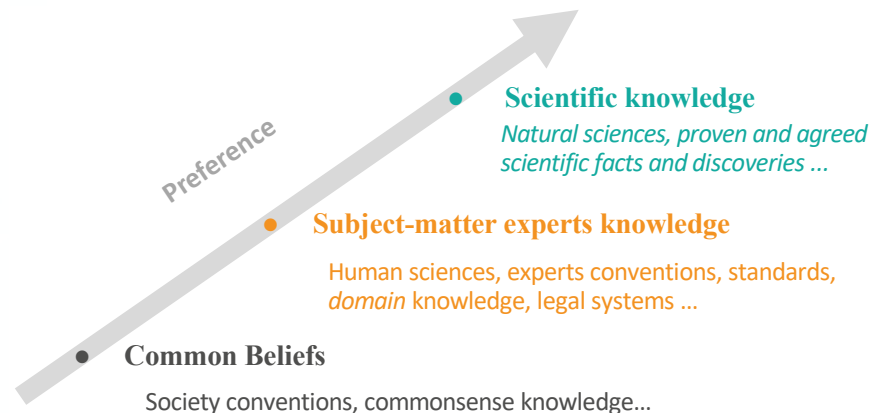 Scientific knowledge
Natural sciences, proven and agreed
scientific facts and discoveries ...
Preference
Subject-matter experts knowledge
Human sciences, experts conventions, standards,
domain knowledge, legal systems ...
Common Beliefs
Society conventions, commonsense knowledge...